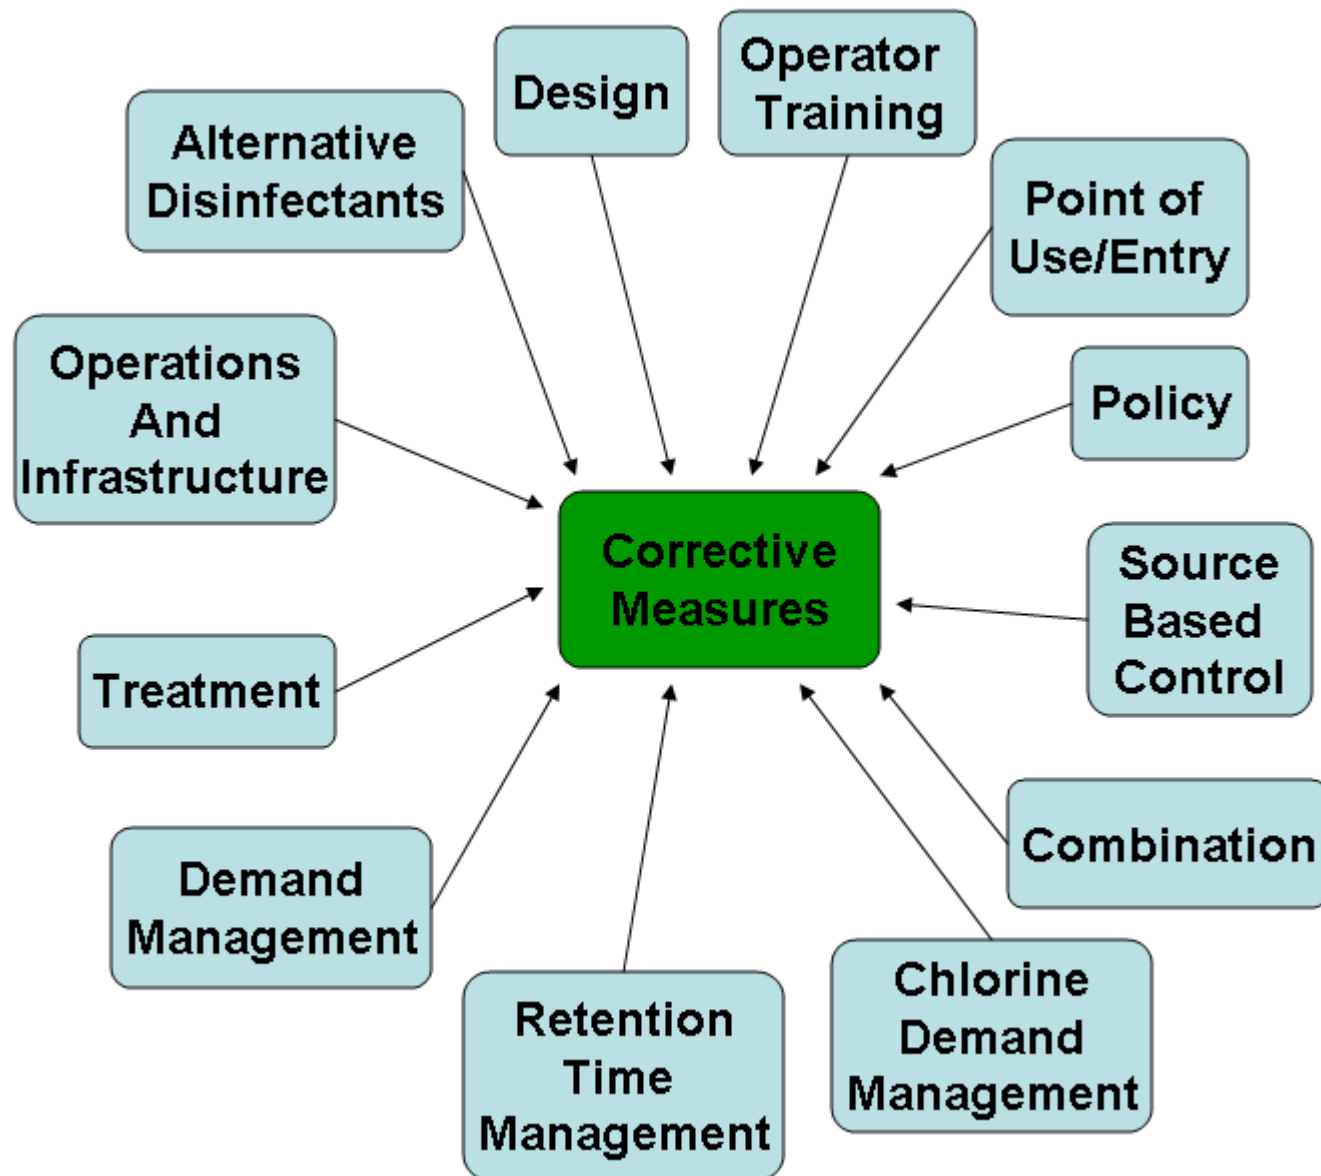 Design
Operator
Training
Alternative
Disinfectants
Point of
Use/Entry
Operations
And
Infrastructure
Policy
Corrective
Measures
Source
Based
Control
Treatment
Combination
Demand
Management
Chlorine
Demand
Management
Retention
Time
Management